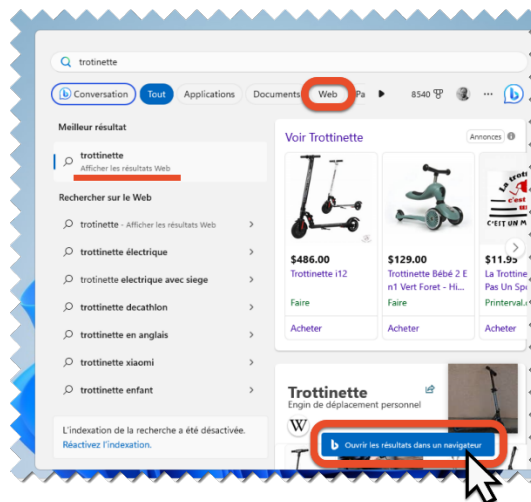 trotinette
Conversation Tout Applications Documents Web Pa 8540
Meilleur résultat
trottinette
Afficher les résultats Web
Rechercher sur le Web
trotinette - Afficher les résultats Web
trottinette électrique
trotinette electrique avec siege
trottinette decathlon
trottinette en anglais
trottinette xiaomi
trottinette enfant
L'indexation de la recherche a été désactivée.
Réactivez l'indexation.
Voir Trottinette
Annonces
$486.00
Trottinette i12
Faire
Acheter
$129.00
Trottinette Bébé 2 E
n1 Vert Foret - Hi...
Faire
Acheter
$11.95
La Trottine
Pas Un Spo
Printerval.c
Acheter
Trottinette
Engin de déplacement personnel
W
Ouvrir les résultats dans un navigateur